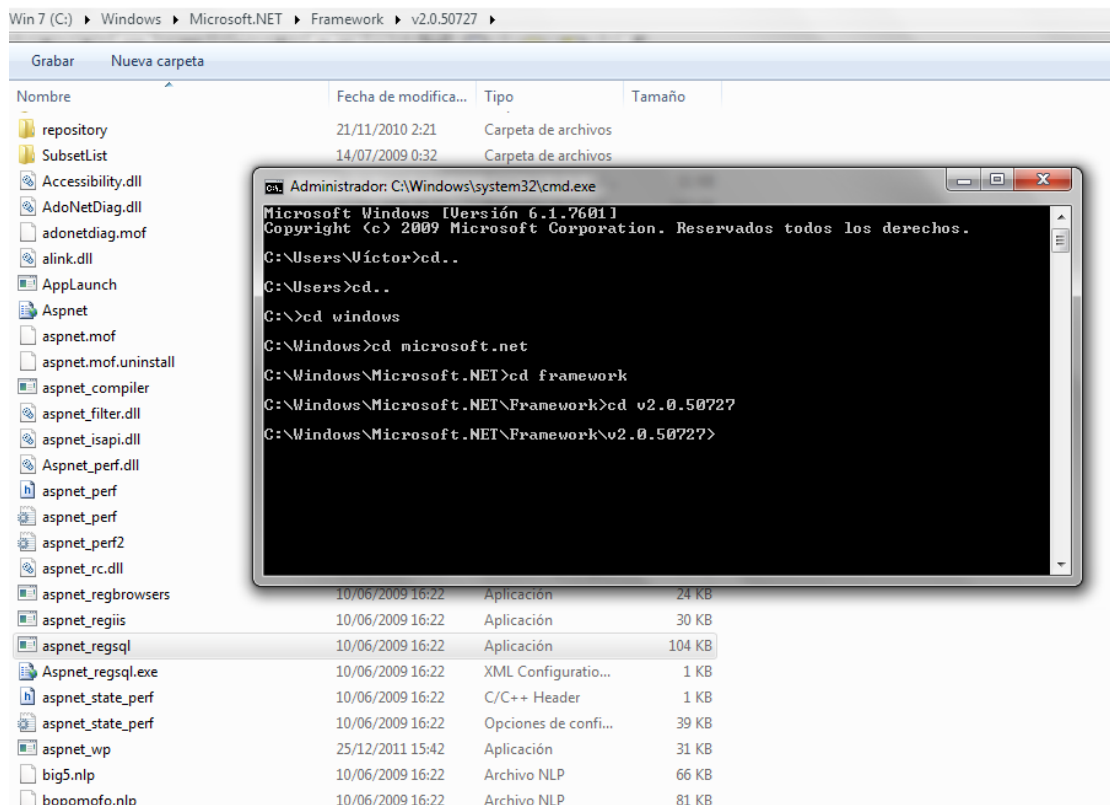 Win 7 (C:) ▸ Windows ▸ Microsoft.NET ▸ Framework ▸ v2.0.50727 ▸
Grabar Nueva carpeta
Nombre Fecha de modifica... Tipo Tamaño
repository 21/11/2010 2:21 Carpeta de archivos
SubsetList 14/07/2009 0:32 Carpeta de archivos
Accessibility.dll
AdoNetDiag.dll
adonetdiag.mof
alink.dll
AppLaunch
Aspnet
aspnet.mof
aspnet.mof.uninstall
aspnet_compiler
aspnet_filter.dll
aspnet_isapi.dll
Aspnet_perf.dll
aspnet_perf
aspnet_perf
aspnet_perf2
aspnet_rc.dll
aspnet_regbrowsers 10/06/2009 16:22 Aplicación 24 KB
aspnet_regiis 10/06/2009 16:22 Aplicación 30 KB
aspnet_regsql 10/06/2009 16:22 Aplicación 104 KB
Aspnet_regsql.exe 10/06/2009 16:22 XML Configuratio... 1 KB
aspnet_state_perf 10/06/2009 16:22 C/C++ Header 1 KB
aspnet_state_perf 10/06/2009 16:22 Opciones de confi... 39 KB
aspnet_wp 25/12/2011 15:42 Aplicación 31 KB
big5.nlp 10/06/2009 16:22 Archivo NLP 66 KB
bopomofo.nlp 10/06/2009 16:22 Archivo NLP 81 KB
Administrador: C:\Windows\system32\cmd.exe
Microsoft Windows [Versión 6.1.7601]
Copyright (c) 2009 Microsoft Corporation. Reservados todos los derechos.
C:\Users\Víctor>cd..
C:\Users>cd..
C:\>cd windows
C:\Windows>cd microsoft.net
C:\Windows\Microsoft.NET>cd framework
C:\Windows\Microsoft.NET\Framework>cd v2.0.50727
C:\Windows\Microsoft.NET\Framework\v2.0.50727>